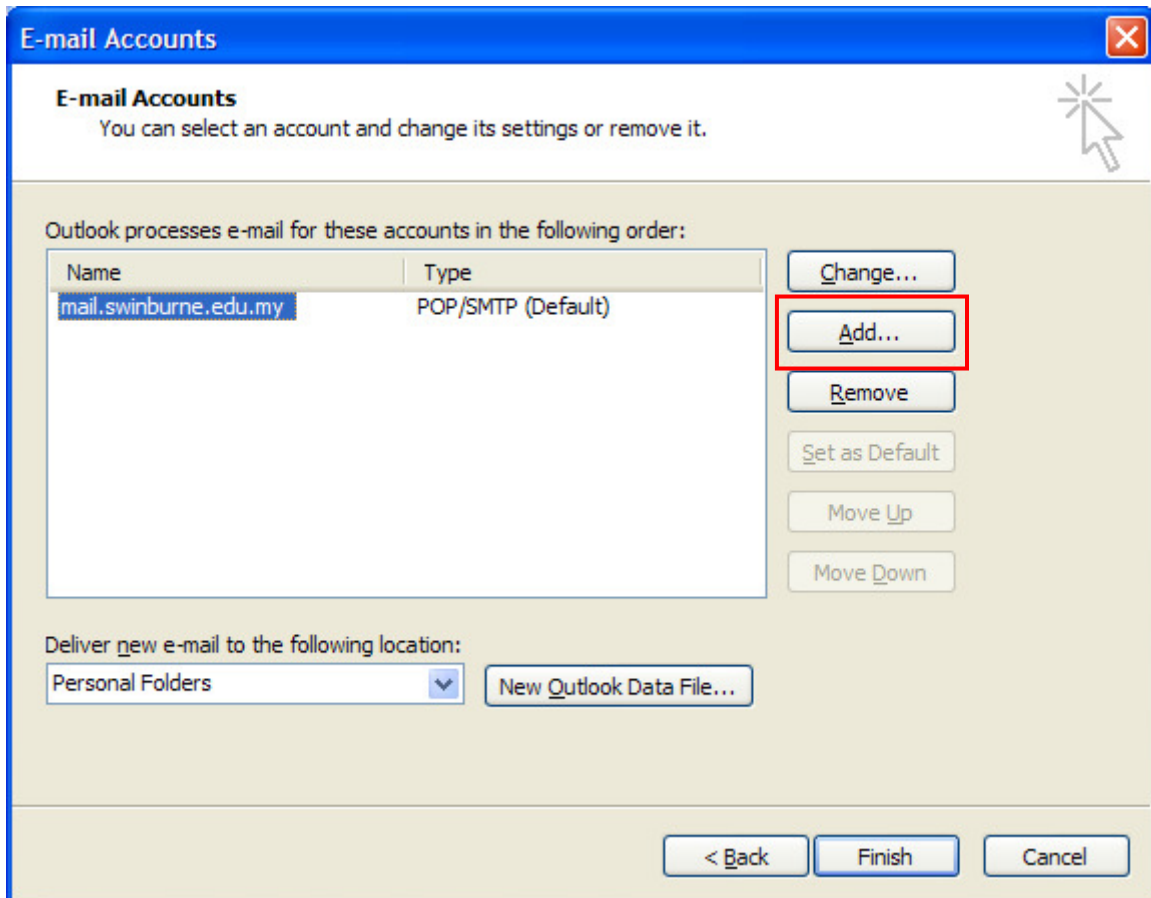 E-mail Accounts
E-mail Accounts
You can select an account and change its settings or remove it.
Outlook processes e-mail for these accounts in the following order:
Name Type
mail.swinburne.edu.my POP/SMTP (Default)
Change...
Add...
Remove
Set as Default
Move Up
Move Down
Deliver new e-mail to the following location:
Personal Folders New Outlook Data File...
< Back Finish Cancel